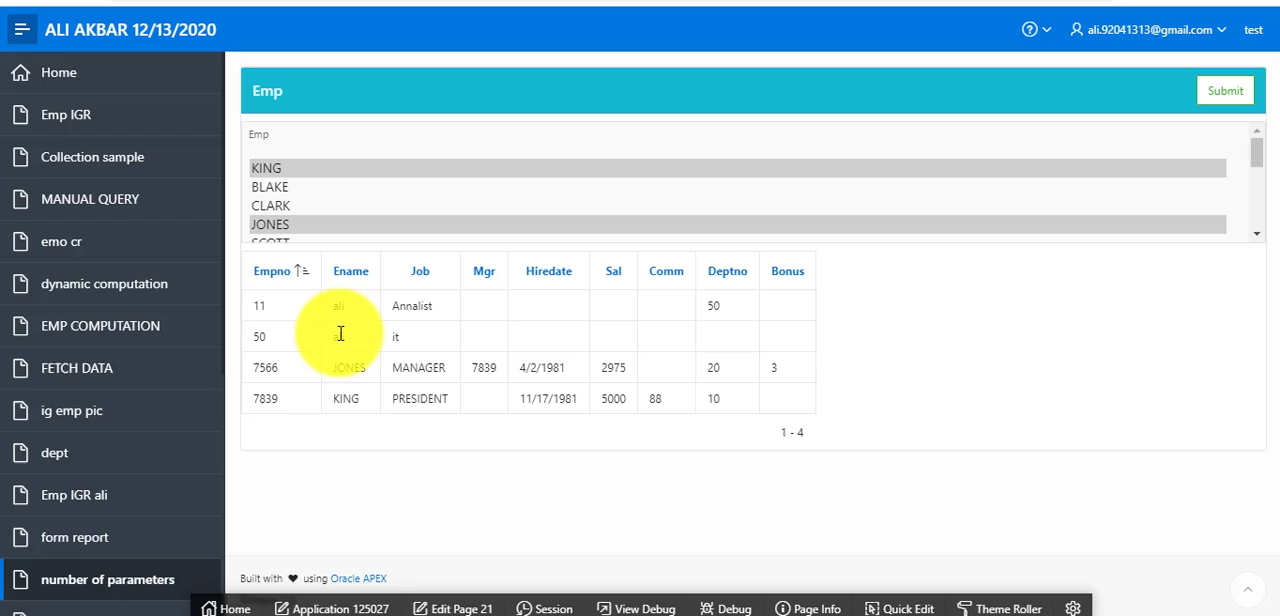 ALI AKBAR 12/13/2020
ali.92041313@gmail.com
test
Home
Emp IGR
Collection sample
MANUAL QUERY
emo cr
dynamic computation
EMP COMPUTATION
FETCH DATA
ig emp pic
dept
Emp IGR ali
form report
number of parameters
Emp
Submit
Emp
KING
BLAKE
CLARK
JONES
SCOTT
Empno Ename Job Mgr Hiredate Sal Comm Deptno Bonus
11 ali Annalist 50
50 it
7566 JONES MANAGER 7839 4/2/1981 2975 20 3
7839 KING PRESIDENT 11/17/1981 5000 88 10
1 - 4
Built with ♥ using Oracle APEX
Home Application 125027 Edit Page 21 Session View Debug Debug Page Info Quick Edit Theme Roller